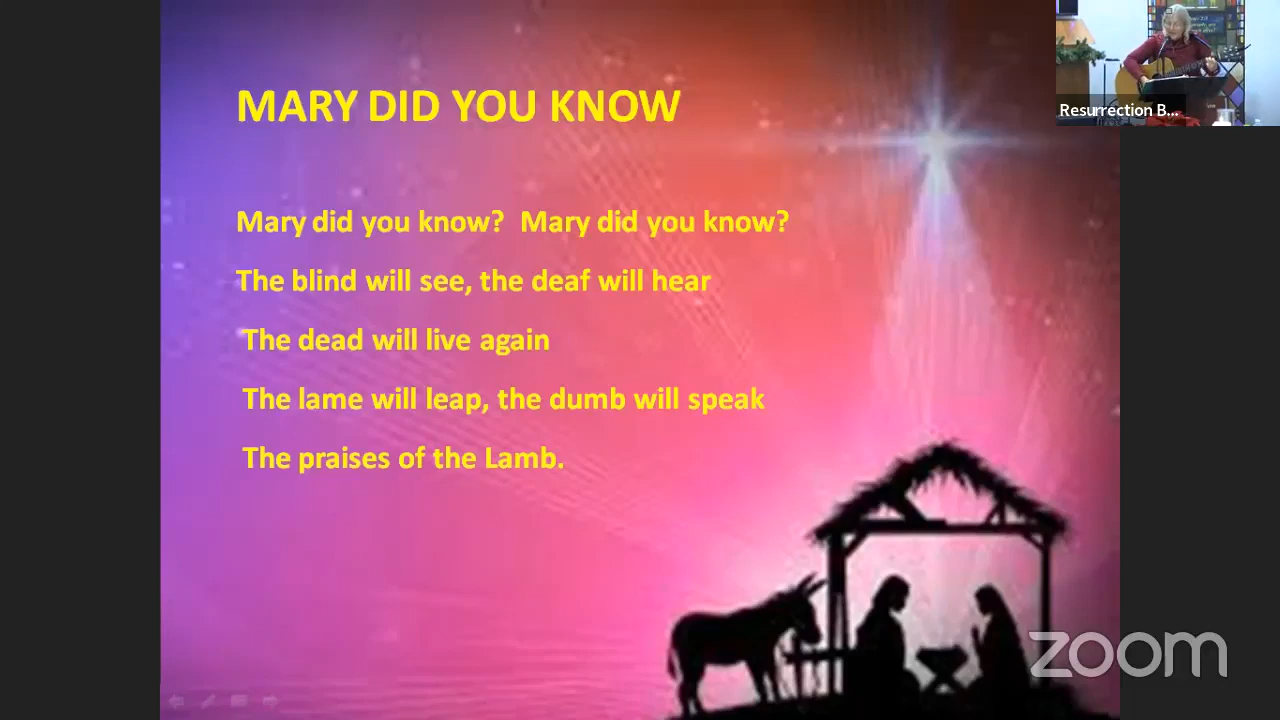 MARY DID YOU KNOW
Resurrection B...
Mary did you know?  Mary did you know?
The blind will see, the deaf will hear
The dead will live again
The lame will leap, the dumb will speak
The praises of the Lamb.
zoom